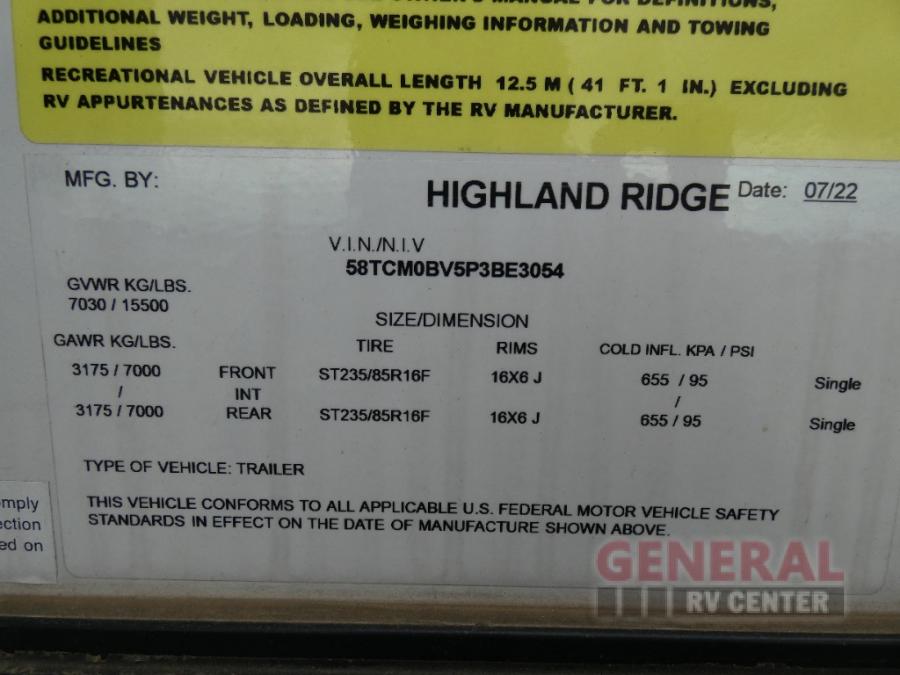 ADDITIONAL WEIGHT, LOADING, WEIGHING INFORMATION AND TOWING
GUIDELINES
RECREATIONAL VEHICLE OVERALL LENGTH 12.5 M ( 41 FT. 1 IN.) EXCLUDING
RV APPURTENANCES AS DEFINED BY THE RV MANUFACTURER.
MFG. BY:
HIGHLAND RIDGE Date: 07/22
V.I.N./N.I.V
58TCM0BV5P3BE3054
GVWR KG/LBS.
7030 / 15500
SIZE/DIMENSION
GAWR KG/LBS. TIRE RIMS COLD INFL. KPA / PSI
3175 / 7000 FRONT ST235/85R16F 16X6 J 655 / 95 Single
/ INT /
3175 / 7000 REAR ST235/85R16F 16X6 J 655 / 95 Single
TYPE OF VEHICLE: TRAILER
THIS VEHICLE CONFORMS TO ALL APPLICABLE U.S. FEDERAL MOTOR VEHICLE SAFETY
STANDARDS IN EFFECT ON THE DATE OF MANUFACTURE SHOWN ABOVE.
omply
ection
ed on
GENERAL
RV CENTER